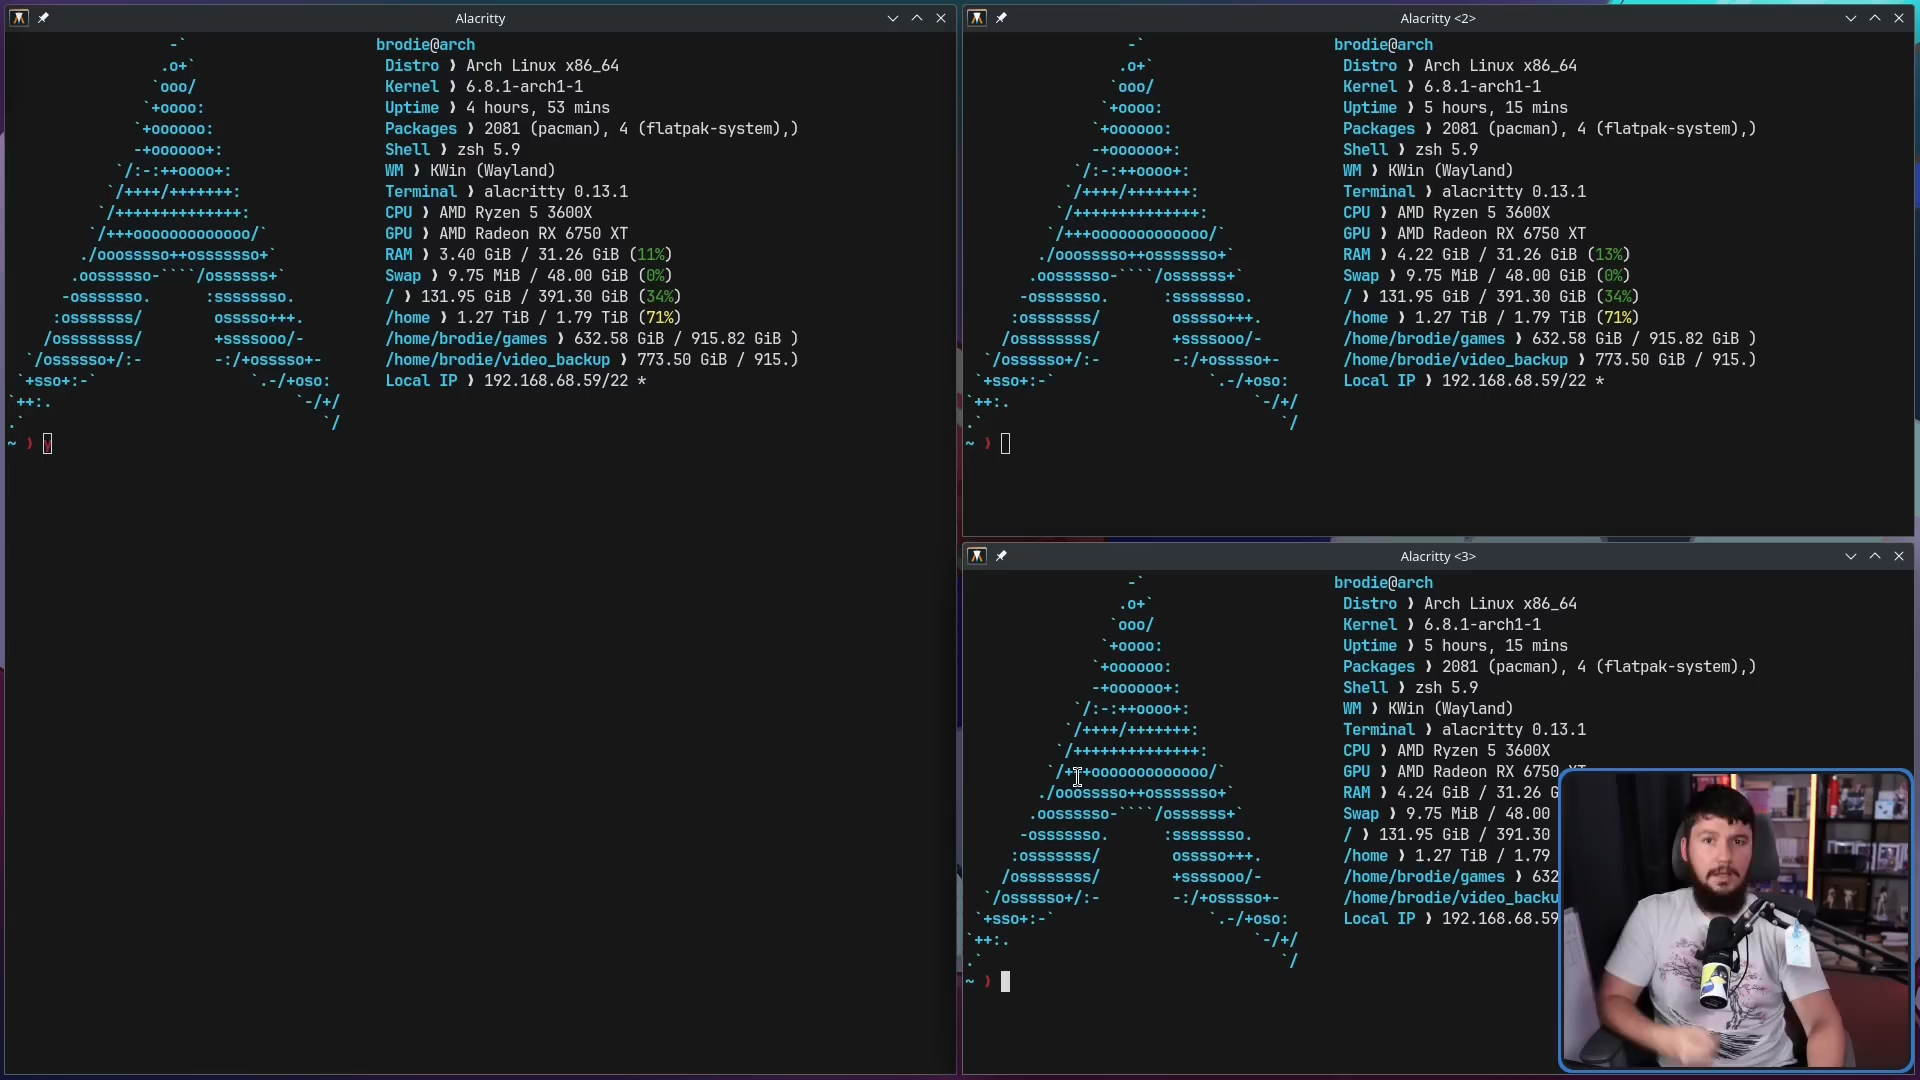 Alacritty
brodie@arch
Distro ❯ Arch Linux x86_64
Kernel ❯ 6.8.1-arch1-1
Uptime ❯ 4 hours, 53 mins
Packages ❯ 2081 (pacman), 4 (flatpak-system),)
Shell ❯ zsh 5.9
WM ❯ KWin (Wayland)
Terminal ❯ alacritty 0.13.1
CPU ❯ AMD Ryzen 5 3600X
GPU ❯ AMD Radeon RX 6750 XT
RAM ❯ 3.40 GiB / 31.26 GiB (11%)
Swap ❯ 9.75 MiB / 48.00 GiB (0%)
/ ❯ 131.95 GiB / 391.30 GiB (34%)
/home ❯ 1.27 TiB / 1.79 TiB (71%)
/home/brodie/games ❯ 632.58 GiB / 915.82 GiB )
/home/brodie/video_backup ❯ 773.50 GiB / 915.)
Local IP ❯ 192.168.68.59/22 *
~ ❯ y
Alacritty <2>
brodie@arch
Distro ❯ Arch Linux x86_64
Kernel ❯ 6.8.1-arch1-1
Uptime ❯ 5 hours, 15 mins
Packages ❯ 2081 (pacman), 4 (flatpak-system),)
Shell ❯ zsh 5.9
WM ❯ KWin (Wayland)
Terminal ❯ alacritty 0.13.1
CPU ❯ AMD Ryzen 5 3600X
GPU ❯ AMD Radeon RX 6750 XT
RAM ❯ 4.22 GiB / 31.26 GiB (13%)
Swap ❯ 9.75 MiB / 48.00 GiB (0%)
/ ❯ 131.95 GiB / 391.30 GiB (34%)
/home ❯ 1.27 TiB / 1.79 TiB (71%)
/home/brodie/games ❯ 632.58 GiB / 915.82 GiB )
/home/brodie/video_backup ❯ 773.50 GiB / 915.)
Local IP ❯ 192.168.68.59/22 *
~ ❯
Alacritty <3>
brodie@arch
Distro ❯ Arch Linux x86_64
Kernel ❯ 6.8.1-arch1-1
Uptime ❯ 5 hours, 15 mins
Packages ❯ 2081 (pacman), 4 (flatpak-system),)
Shell ❯ zsh 5.9
WM ❯ KWin (Wayland)
Terminal ❯ alacritty 0.13.1
CPU ❯ AMD Ryzen 5 3600X
GPU ❯ AMD Radeon RX 6750
RAM ❯ 4.24 GiB / 31.26 G
Swap ❯ 9.75 MiB / 48.00
/ ❯ 131.95 GiB / 391.30
/home ❯ 1.27 TiB / 1.79
/home/brodie/games ❯ 632
/home/brodie/video_backu
Local IP ❯ 192.168.68.59
~ ❯